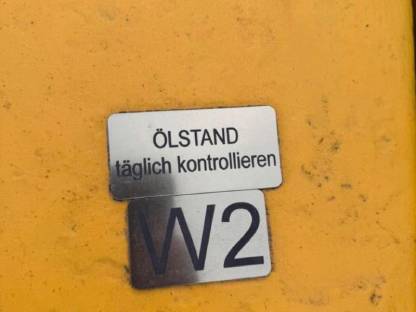 ÖLSTAND
täglich kontrollieren
W2